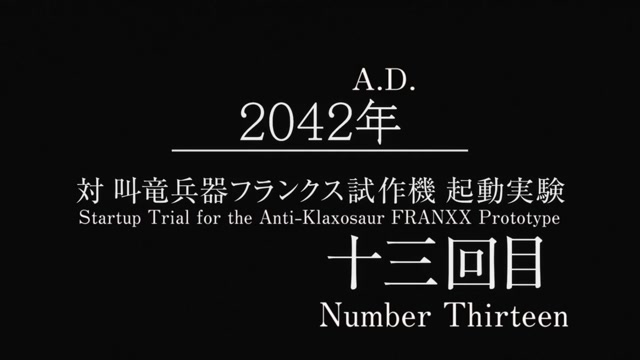 A.D.
2042年
対 叫竜兵器フランクス試作機 起動実験
Startup Trial for the Anti-Klaxosaur FRANXX Prototype
十三回目
Number Thirteen